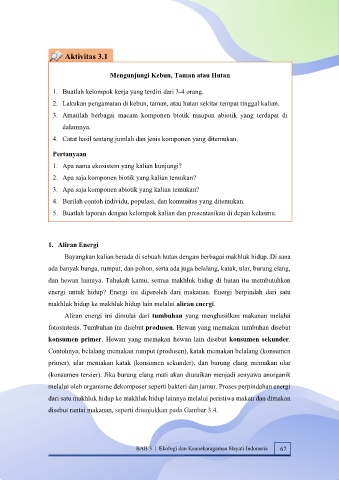 Aktivitas 3.1
Mengunjungi Kebun, Taman atau Hutan
1. Buatlah kelompok kerja yang terdiri dari 3-4 orang.
2. Lakukan pengamatan di kebun, taman, atau hutan sekitar tempat tinggal kalian.
3. Amatilah berbagai macam komponen biotik maupun abiotik yang terdapat di
dalamnya.
4. Catat hasil tentang jumlah dan jenis komponen yang ditemukan.
Pertanyaan
1. Apa nama ekosistem yang kalian kunjungi?
2. Apa saja komponen biotik yang kalian temukan?
3. Apa saja komponen abiotik yang kalian temukan?
4. Berilah contoh individu, populasi, dan komunitas yang ditemukan.
5. Buatlah laporan dengan kelompok kalian dan presentasikan di depan kelasmu.
1. Aliran Energi
Bayangkan kalian berada di sebuah hutan dengan berbagai makhluk hidup. Di sana
ada banyak bunga, rumput, dan pohon, serta ada juga belalang, katak, ular, burung elang,
dan hewan lainnya. Tahukah kamu, semua makhluk hidup di hutan itu membutuhkan
energi untuk hidup? Energi ini diperoleh dari makanan. Energi berpindah dari satu
makhluk hidup ke makhluk hidup lain melalui aliran energi.
Aliran energi ini dimulai dari tumbuhan yang menghasilkan makanan melalui
fotosintesis. Tumbuhan ini disebut produsen. Hewan yang memakan tumbuhan disebut
konsumen primer. Hewan yang memakan hewan lain disebut konsumen sekunder.
Contohnya, belalang memakan rumput (produsen), katak memakan belalang (konsumen
primer), ular memakan katak (konsumen sekunder), dan burung elang memakan ular
(konsumen tersier). Jika burung elang mati akan diuraikan menjadi senyawa anorganik
melalui oleh organisme dekomposer seperti bakteri dan jamur. Proses perpindahan energi
dari satu makhluk hidup ke makhluk hidup lainnya melalui peristiwa makan dan dimakan
disebut rantai makanan, seperti ditunjukkan pada Gambar 3.4.
BAB 3 | Ekologi dan Keanekaragaman Hayati Indonesia 67